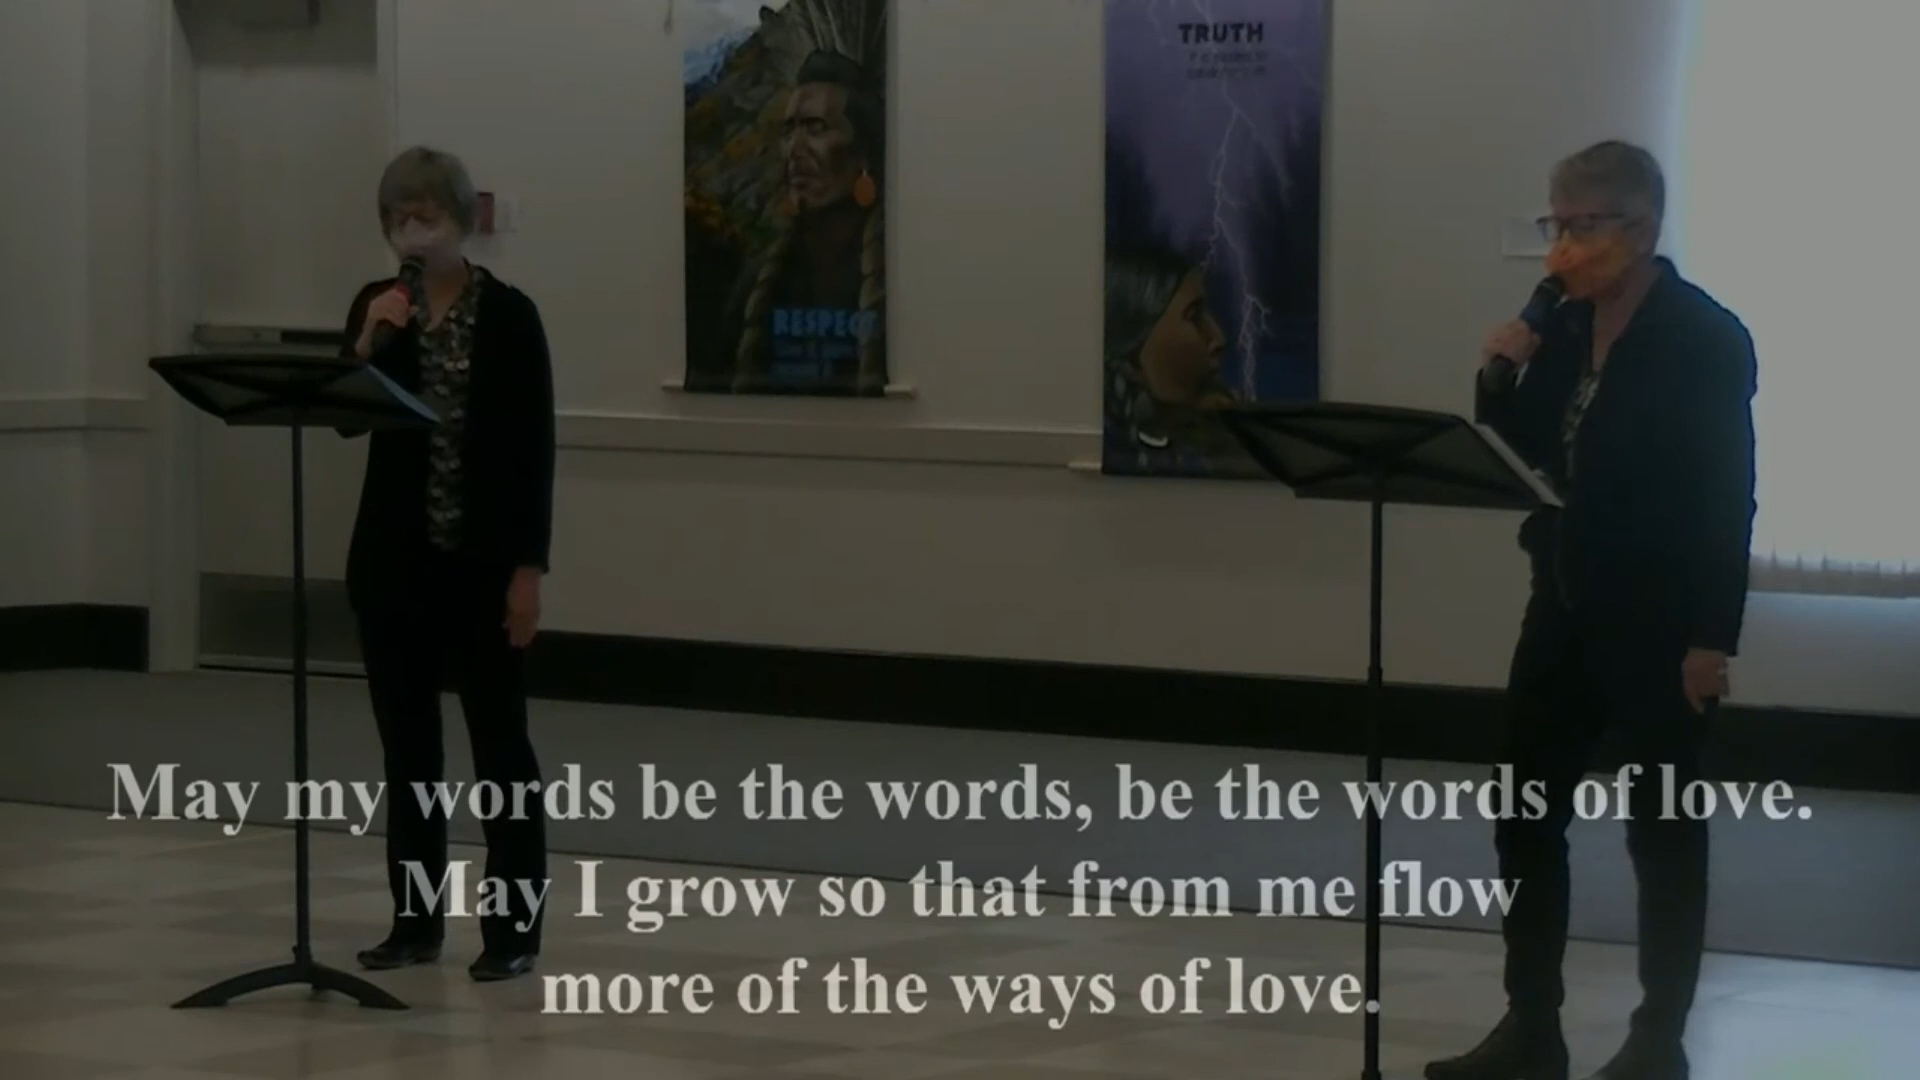 TRUTH
RESPECT
May my words be the words, be the words of love.
May I grow so that from me flow
more of the ways of love.